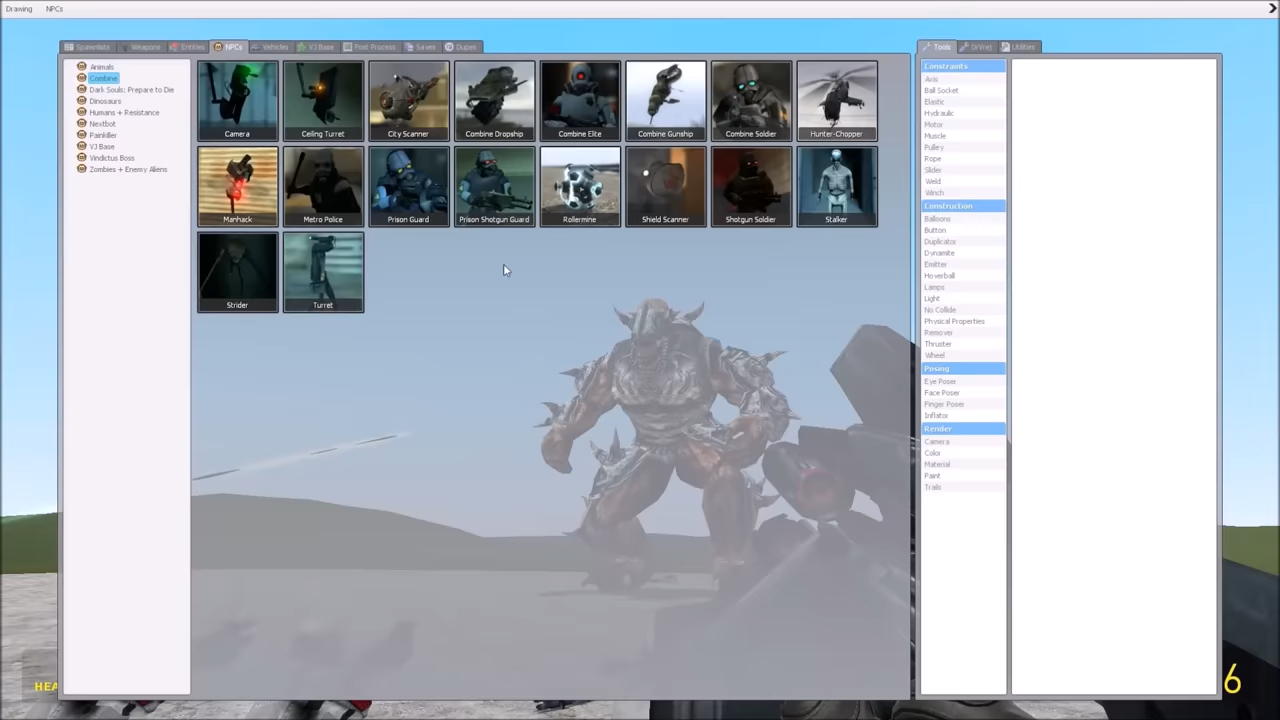 Drawing NPCs
Spawnlists Weapons Entities NPCs Vehicles VJ Base Post Process Saves Dupes
Animals
Combine
Dark Souls: Prepare to Die
Dinosaurs
Humans + Resistance
Nextbot
Painkiller
VJ Base
Vindictus Boss
Zombies + Enemy Aliens
Camera Ceiling Turret City Scanner Combine Dropship Combine Elite Combine Gunship Combine Soldier Hunter-Chopper
Manhack Metro Police Prison Guard Prison Shotgun Guard Rollermine Shield Scanner Shotgun Soldier Stalker
Strider Turret
Tools DrVrej Utilities
Constraints
Axis
Ball Socket
Elastic
Hydraulic
Motor
Muscle
Pulley
Rope
Slider
Weld
Winch
Construction
Balloons
Button
Duplicator
Dynamite
Emitter
Hoverball
Lamps
Light
No Collide
Physical Properties
Remover
Thruster
Wheel
Posing
Eye Poser
Face Poser
Finger Poser
Inflator
Render
Camera
Color
Material
Paint
Trails
HEA
6